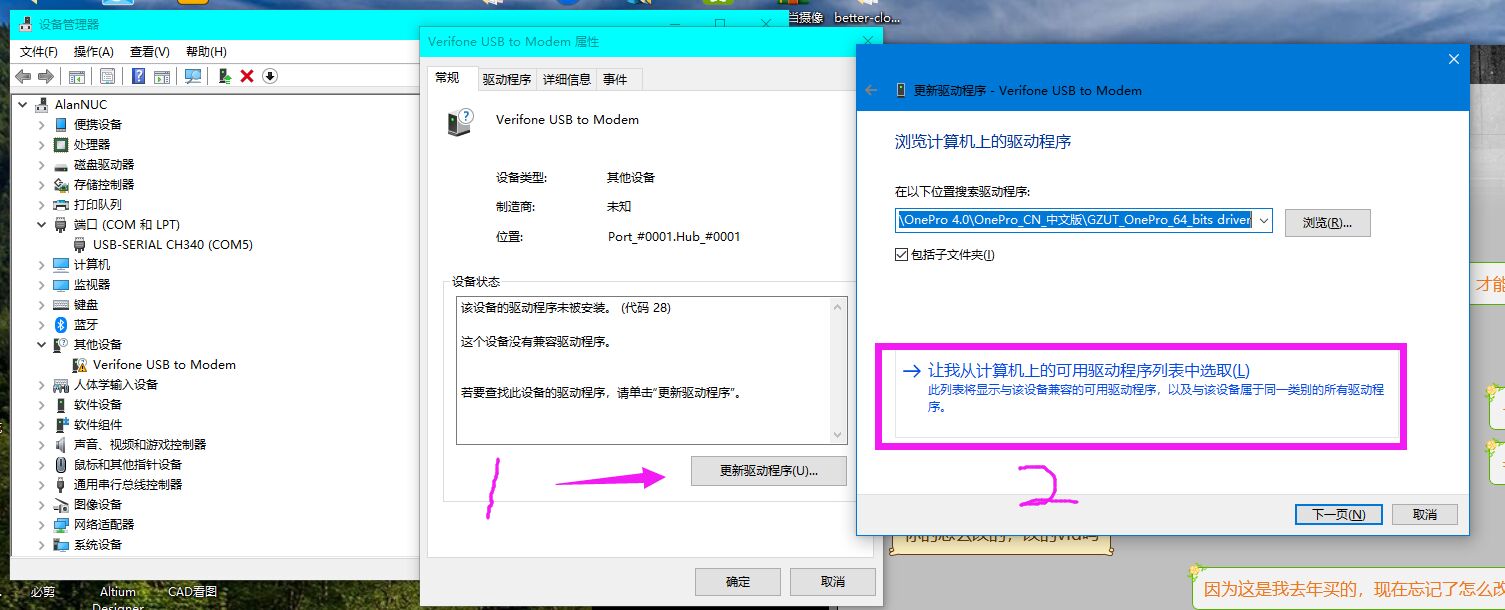 当摄像
better-clo...
设备管理器
文件(F) 操作(A) 查看(V) 帮助(H)
AlanNUC
便携设备
处理器
磁盘驱动器
存储控制器
打印队列
端口 (COM 和 LPT)
USB-SERIAL CH340 (COM5)
计算机
监视器
键盘
蓝牙
其他设备
Verifone USB to Modem
人体学输入设备
软件设备
软件组件
声音、视频和游戏控制器
鼠标和其他指针设备
通用串行总线控制器
图像设备
网络适配器
系统设备
必剪
Altium
Designer
CAD看图
Verifone USB to Modem 属性
常规 驱动程序 详细信息 事件
Verifone USB to Modem
设备类型: 其他设备
制造商: 未知
位置: Port_#0001.Hub_#0001
设备状态
该设备的驱动程序未被安装。 (代码 28)
这个设备没有兼容驱动程序。
若要查找此设备的驱动程序，请单击“更新驱动程序”。
更新驱动程序(U)...
1
确定 取消
更新驱动程序 - Verifone USB to Modem
浏览计算机上的驱动程序
在以下位置搜索驱动程序:
\OnePro 4.0\OnePro_CN_中文版\GZUT_OnePro_64_bits driver
浏览(R)...
包括子文件夹(I)
让我从计算机上的可用驱动程序列表中选取(L)
此列表将显示与该设备兼容的可用驱动程序，以及与该设备属于同一类别的所有驱动程
序。
2
下一页(N) 取消
才能
因为这是我去年买的，现在忘记了怎么改